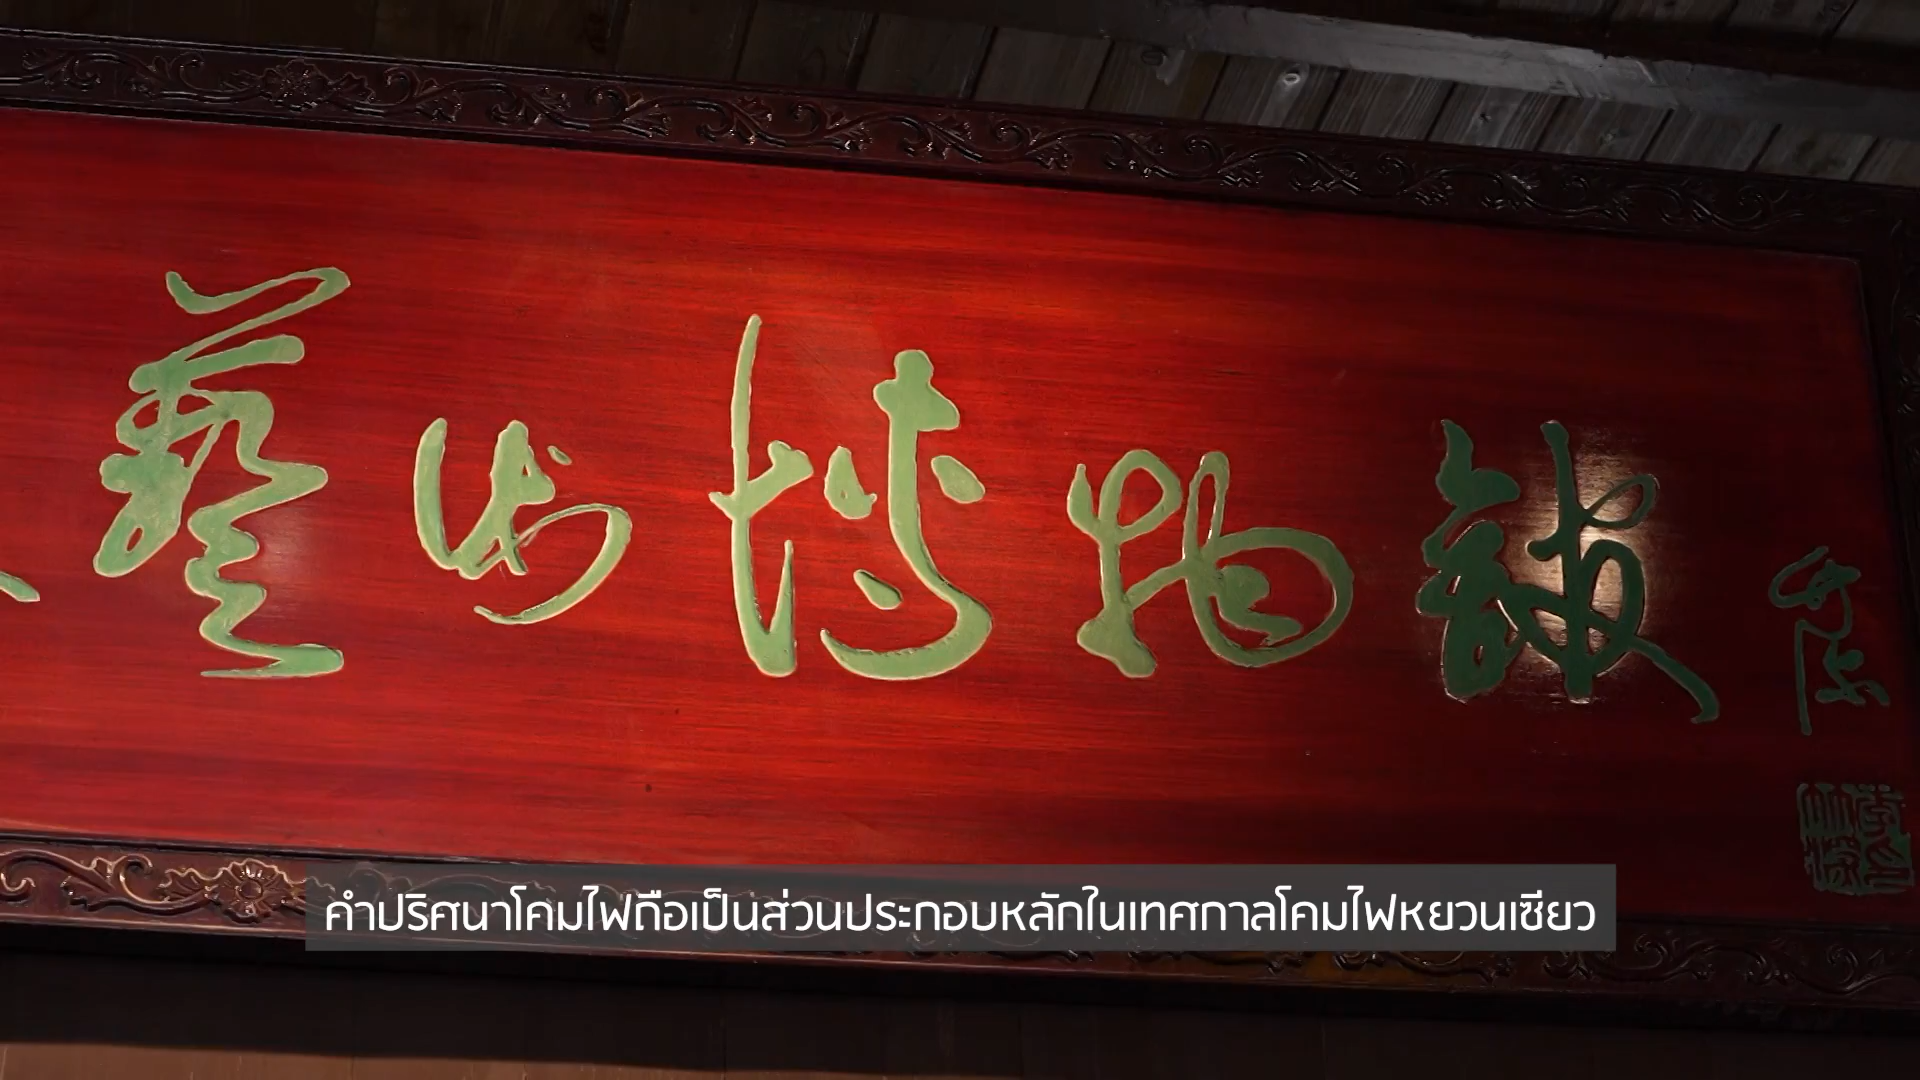 藝術博物館
คำปริศนาโคมไฟถือเป็นส่วนประกอบหลักในเทศกาลโคมไฟหยวนเซียว